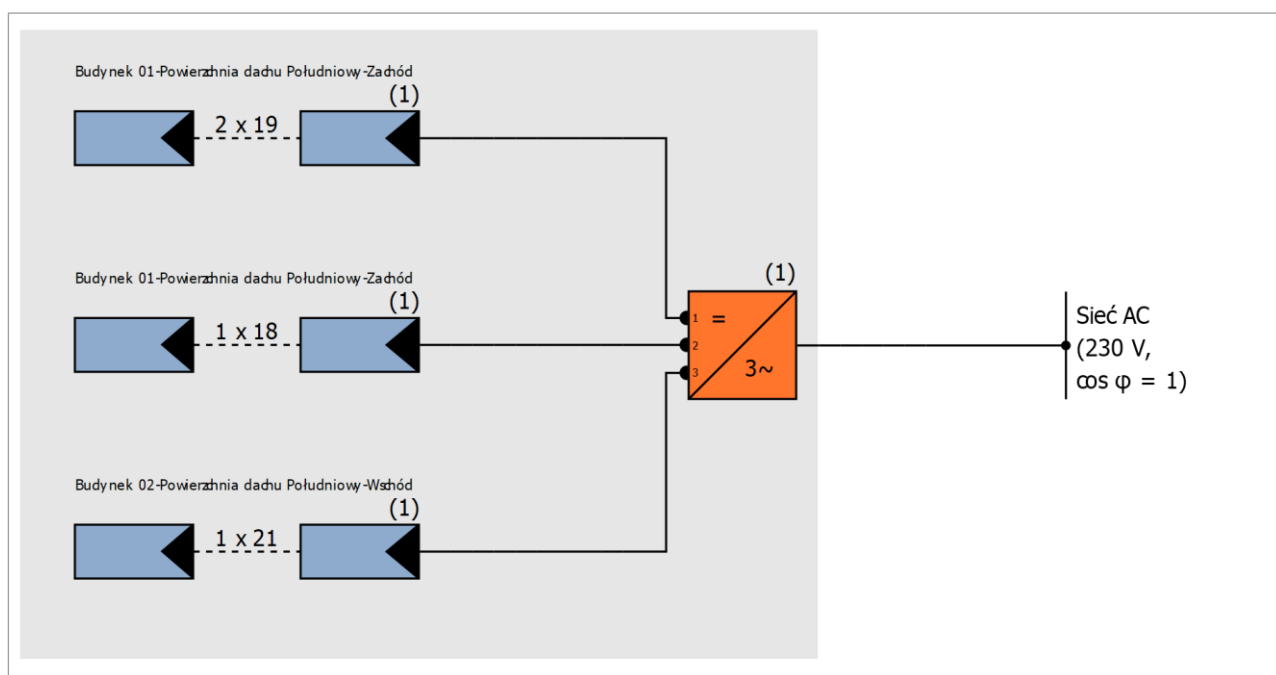 Budynek 01-Powierzchnia dachu Południowy-Zachód
(1)
2 x 19
Budynek 01-Powierzchnia dachu Południowy-Zachód
(1)
1 x 18
(1)
1
=
2
3
3~
Sieć AC
(230 V,
cos φ = 1)
Budynek 02-Powierzchnia dachu Południowy-Wschód
(1)
1 x 21